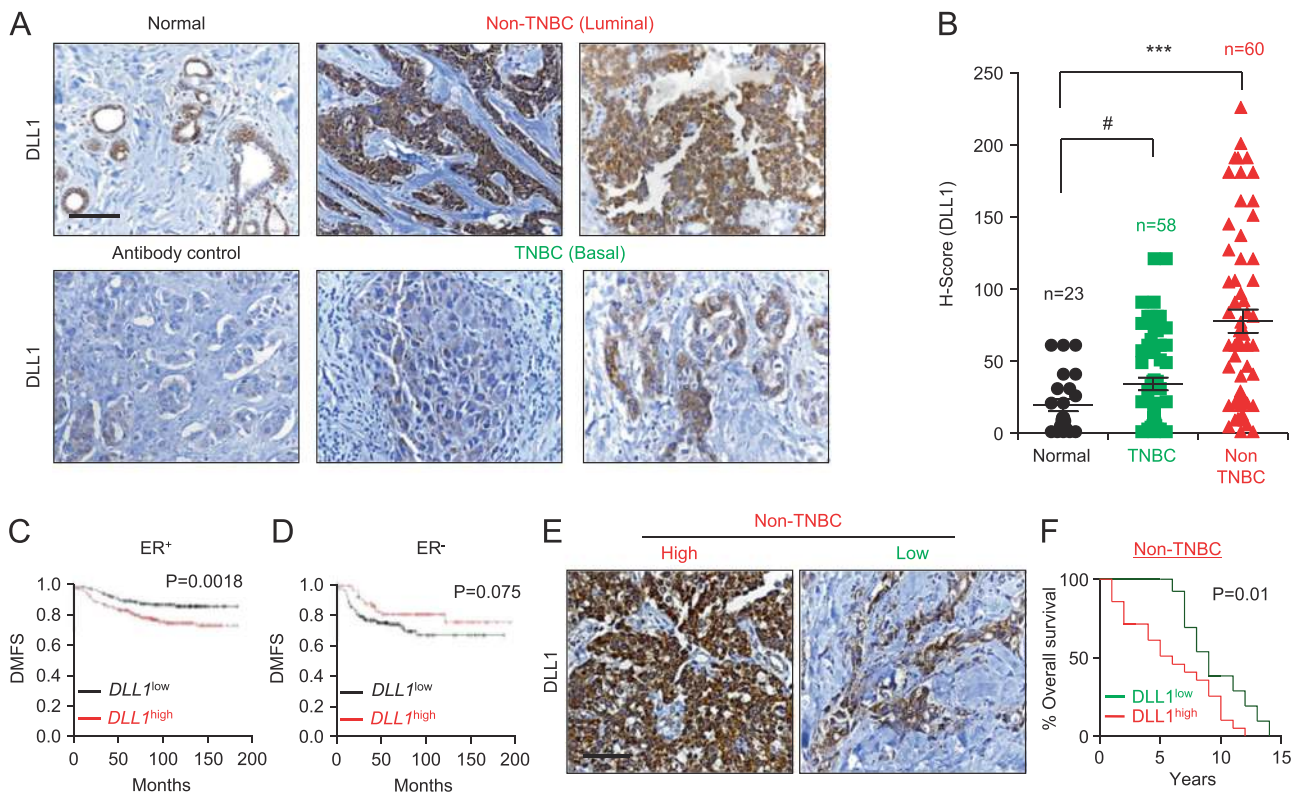 A
Normal
Non-TNBC (Luminal)
DLL1
Antibody control
TNBC (Basal)
DLL1
B
***
n=60
#
n=58
n=23
H-Score (DLL1)
250
200
150
100
50
0
Normal
TNBC
Non
TNBC
C
ER+
P=0.0018
DMFS
1.0
0.8
0.6
0.4
0.2
0.0
DLL1low
DLL1high
0 50 100 150 200
Months
D
ER-
P=0.075
DMFS
1.0
0.8
0.6
0.4
0.2
0.0
DLL1low
DLL1high
0 50 100 150 200
Months
E
Non-TNBC
High
Low
DLL1
F
Non-TNBC
P=0.01
% Overall survival
100
50
0
DLL1low
DLL1high
0 5 10 15
Years